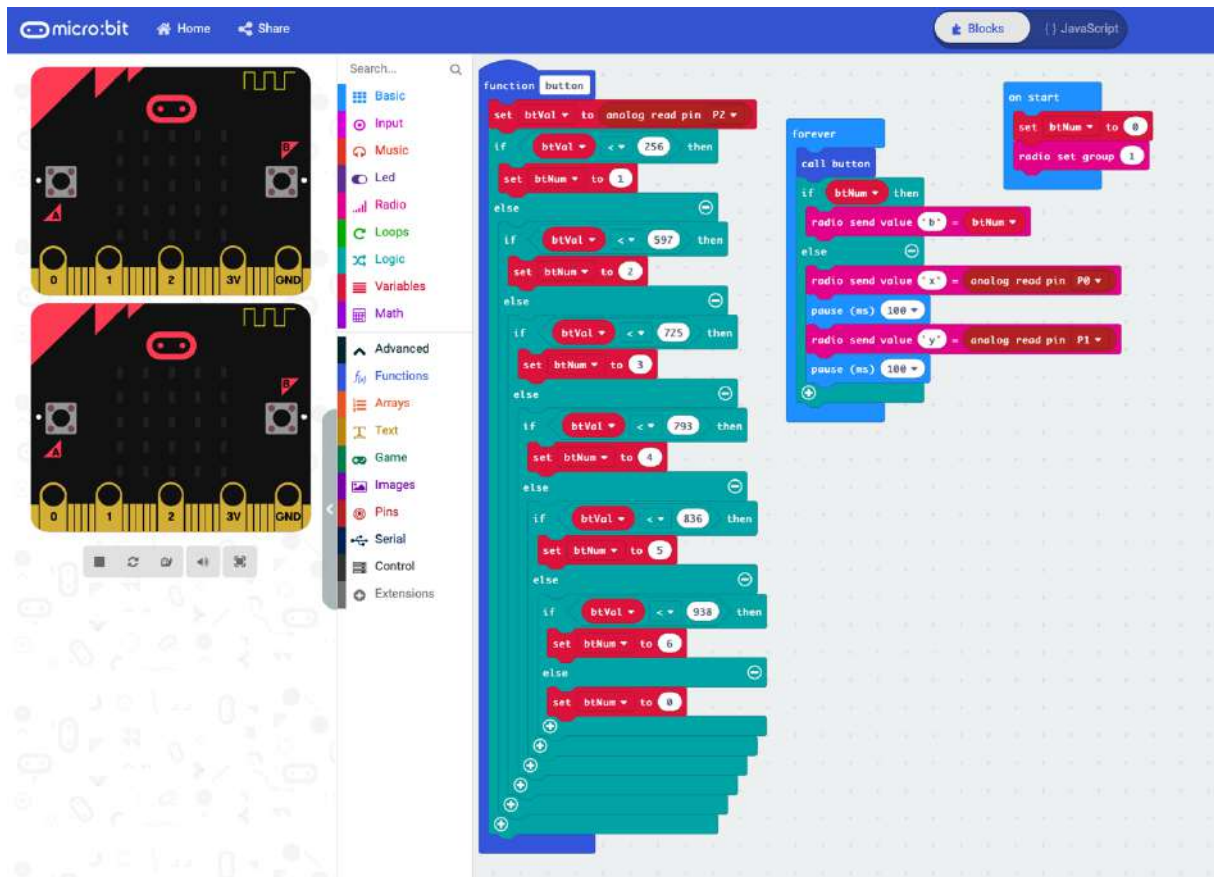 micro:bit Home Share Blocks {} JavaScript
A
B
0 1 2 3V GND
A
B
0 1 2 3V GND
Search...
Basic
Input
Music
Led
Radio
Loops
Logic
Variables
Math
Advanced
Functions
Arrays
Text
Game
Images
Pins
Serial
Control
Extensions
function button
set btVal to analog read pin P2
if btVal < 256 then
set btNum to 1
else
if btVal < 597 then
set btNum to 2
else
if btVal < 725 then
set btNum to 3
else
if btVal < 793 then
set btNum to 4
else
if btVal < 836 then
set btNum to 5
else
if btVal < 938 then
set btNum to 6
else
set btNum to 0
forever
call button
if btNum then
radio send value "b" = btNum
else
radio send value "x" = analog read pin P0
pause (ms) 100
radio send value "y" = analog read pin P1
pause (ms) 100
on start
set btNum to 0
radio set group 1